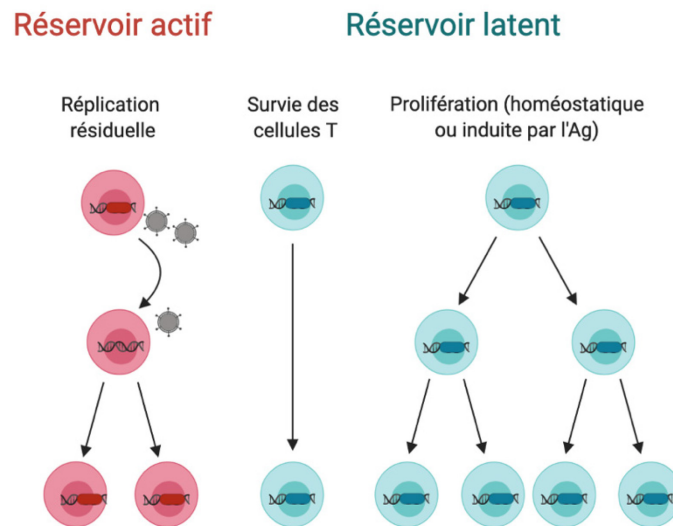 Réservoir actif
Réservoir latent
Réplication
résiduelle
Survie des
cellules T
Prolifération (homéostatique
ou induite par l'Ag)